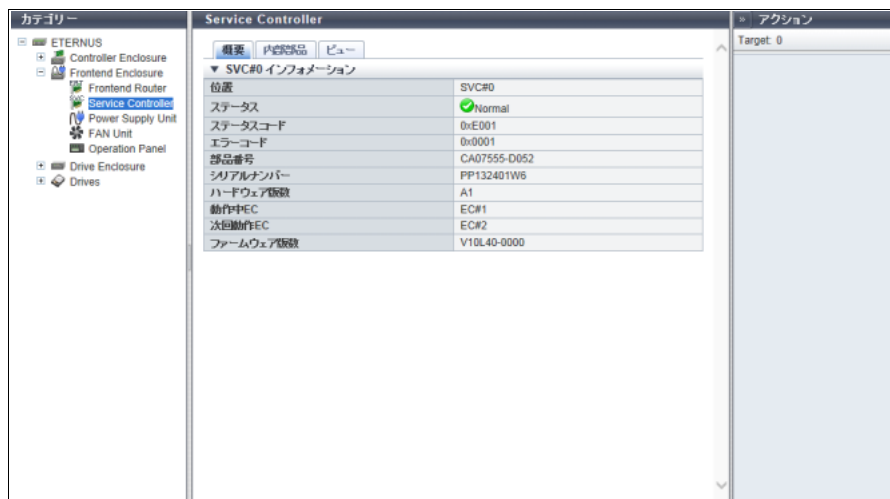 カテゴリー
ETERNUS
Controller Enclosure
Frontend Enclosure
Frontend Router
Service Controller
Power Supply Unit
FAN Unit
Operation Panel
Drive Enclosure
Drives
Service Controller
概要 内部部品 ビュー
▼ SVC#0 インフォメーション
位置 SVC#0
ステータス Normal
ステータスコード 0xE001
エラーコード 0x0001
部品番号 CA07555-D052
シリアルナンバー PP132401W6
ハードウェア版数 A1
動作中EC EC#1
次回動作EC EC#2
ファームウェア版数 V10L40-0000
» アクション
Target: 0